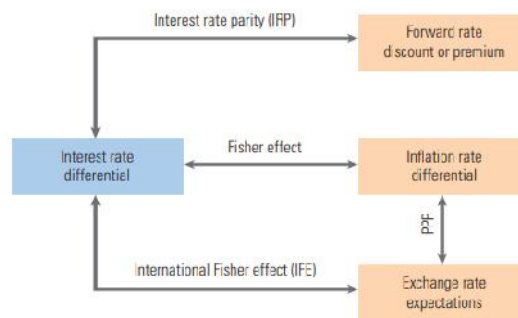 Interest rate parity (IRP)
Forward rate
discount or premium
Interest rate
differential
Fisher effect
Inflation rate
differential
PPP
International Fisher effect (IFE)
Exchange rate
expectations